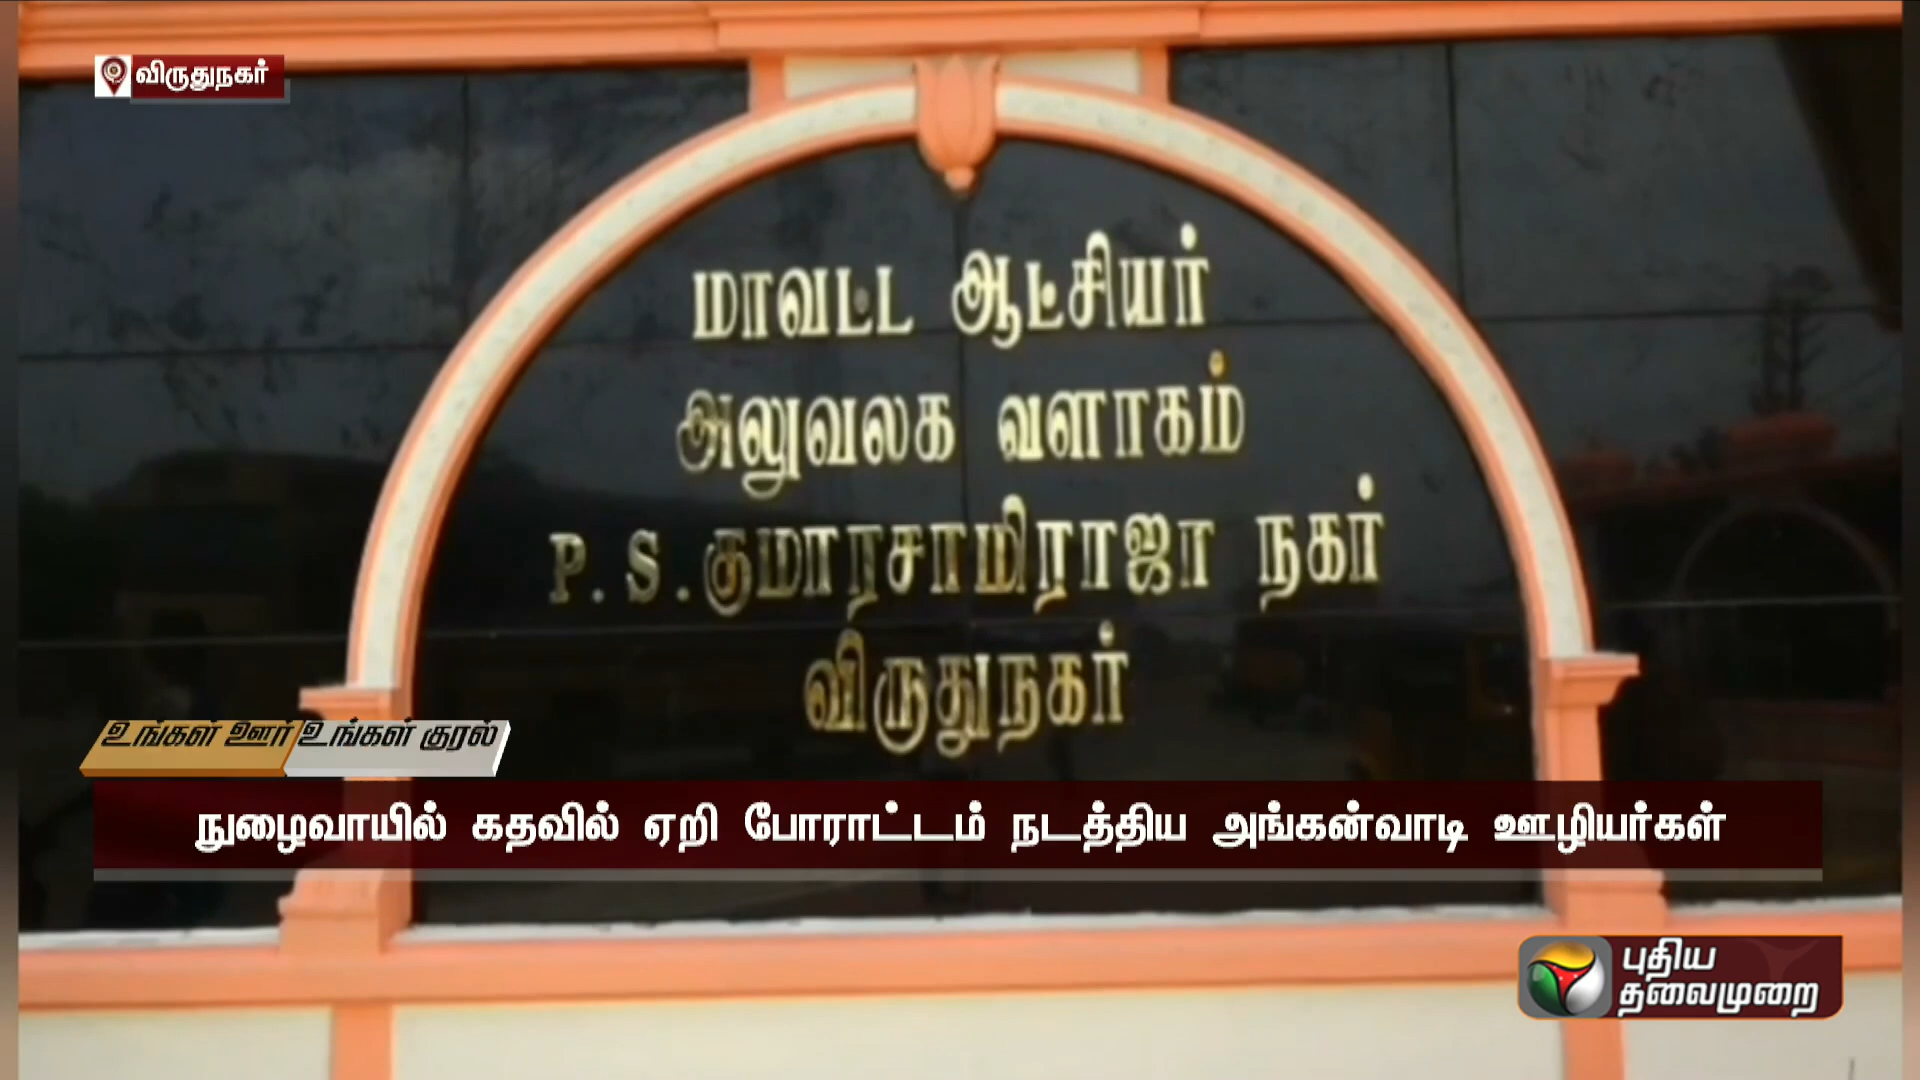 விருதுநகர்
மாவட்ட ஆட்சியர்
அலுவலக வளாகம்
P.S.குமாரசாமிராஜா நகர்
விருதுநகர்
உங்கள் ஊர் உங்கள் குரல்
நுழைவாயில் கதவில் ஏறி போராட்டம் நடத்திய அங்கன்வாடி ஊழியர்கள்
புதிய
தலைமுறை